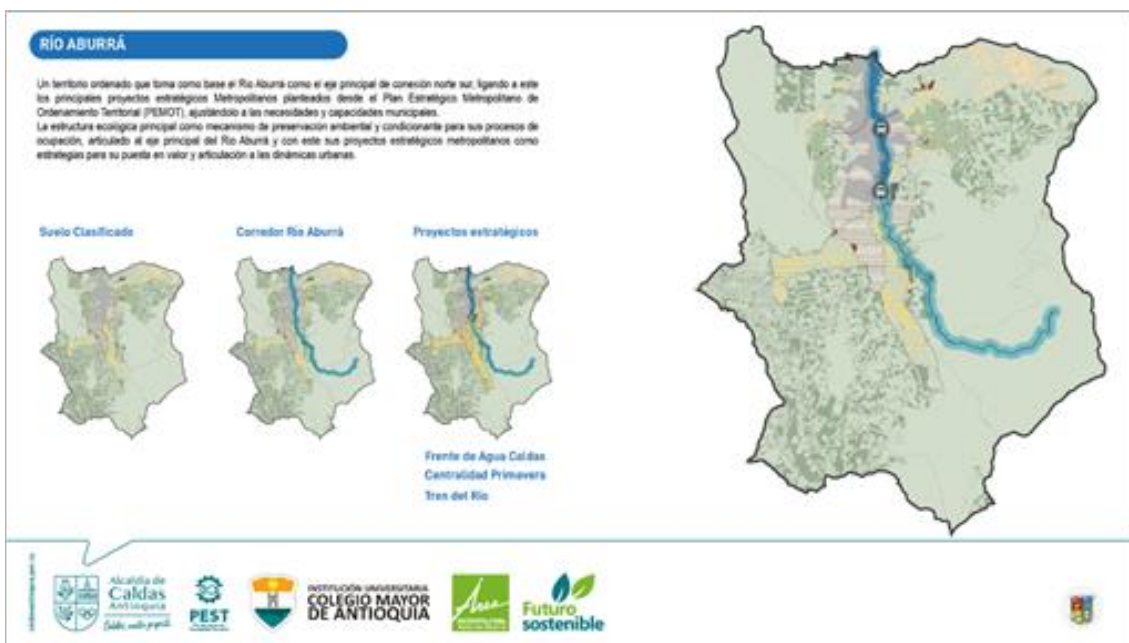 RÍO ABURRÁ
Un territorio ordenado que toma como base el Río Aburrá como el eje principal de conexión norte sur, ligando a este
los principales proyectos estratégicos Metropolitanos planteados desde el Plan Estratégico Metropolitano de
Ordenamiento Territorial (PEMOT), ajustándolo a las necesidades y capacidades municipales.
La estructura ecológica principal como mecanismo de preservación ambiental y condicionante para sus procesos de
ocupación, articulado al eje principal del Río Aburrá y con este sus proyectos estratégicos metropolitanos como
estrategias para su puesta en valor y articulación a las dinámicas urbanas.
Suelo Clasificado
Corredor Río Aburrá
Proyectos estratégicos
Frente de Agua Caldas
Centralidad Primavera
Tren del Río
Alcaldía de
Caldas
Antioquia
PEST
INSTITUCIÓN UNIVERSITARIA
COLEGIO MAYOR
DE ANTIOQUIA
Área
Futuro
sostenible